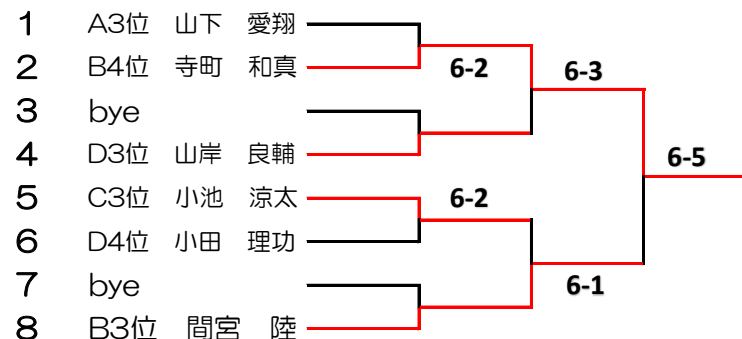 1 A3位 山下 愛翔
2 B4位 寺町 和真 6-2 6-3
3 bye
4 D3位 山岸 良輔 6-5
5 C3位 小池 涼太 6-2
6 D4位 小田 理功
7 bye 6-1
8 B3位 間宮 陸